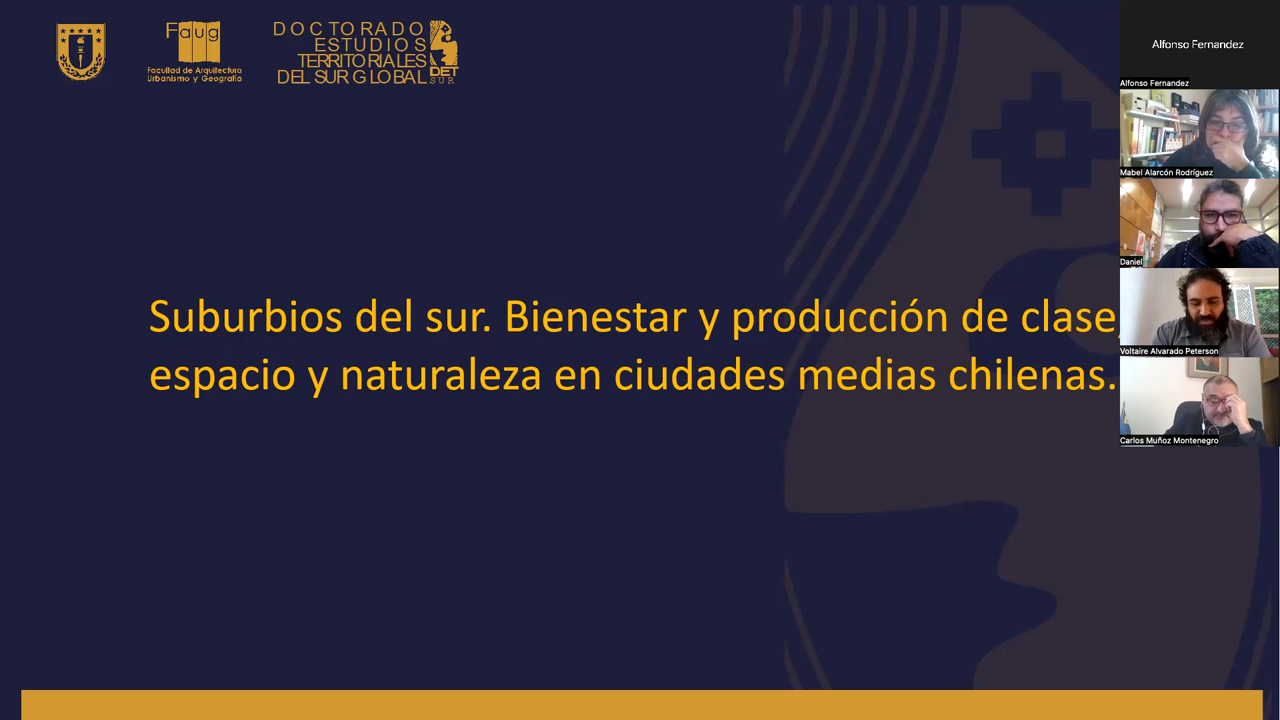 Faug
Facultad de Arquitectura
Urbanismo y Geografía
DOCTORADO
ESTUDIOS
TERRITORIALES
DEL SUR GLOBAL
DET
SUR
Suburbios del sur. Bienestar y producción de clase,
espacio y naturaleza en ciudades medias chilenas.
Alfonso Fernandez
Alfonso Fernandez
Mabel Alarcón Rodríguez
Daniel
Voltaire Alvarado Peterson
Carlos Muñoz Montenegro